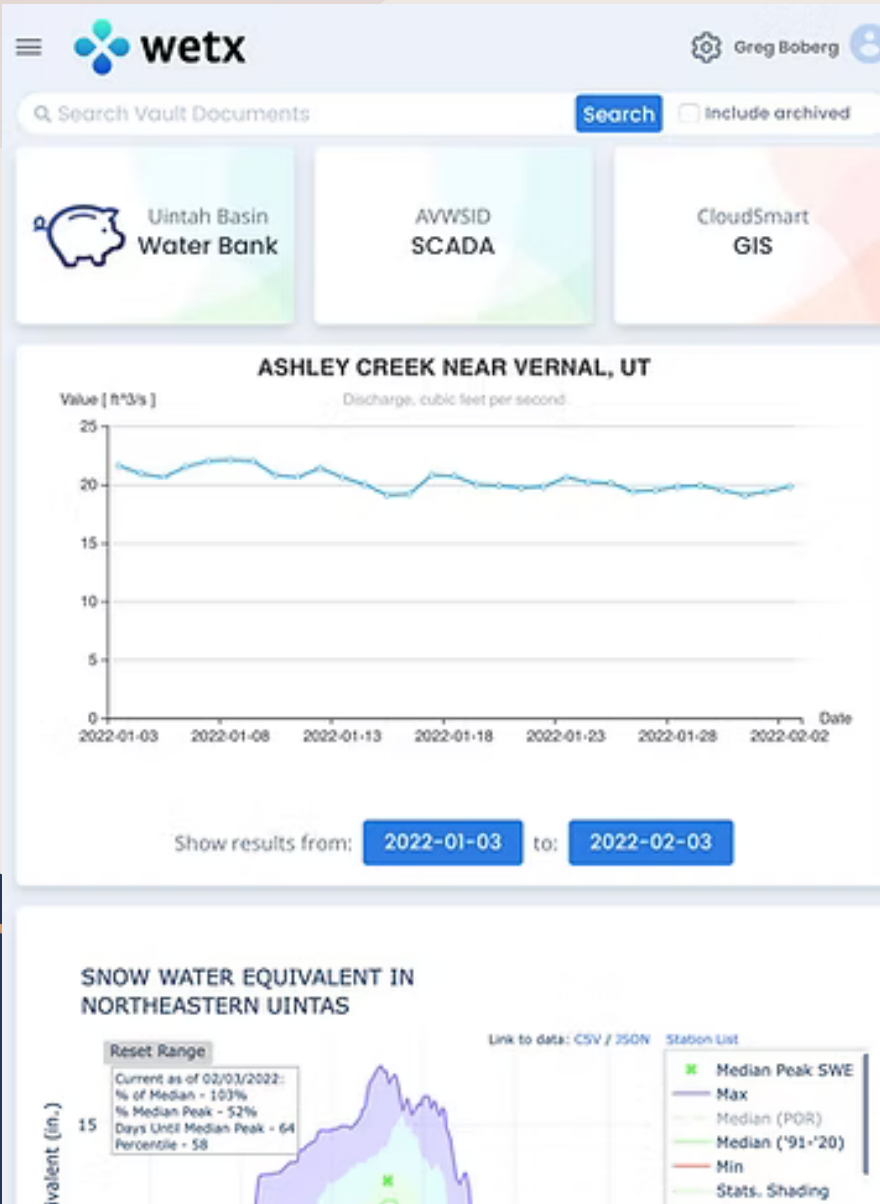 wetx
Greg Boberg
Search Vault Documents
Search
Include archived
Uintah Basin
Water Bank
AVWSID
SCADA
CloudSmart
GIS
ASHLEY CREEK NEAR VERNAL, UT
Value [ ft^3/s ]
Discharge, cubic feet per second
25
20
15
10
5
0
Date
2022-01-03
2022-01-08
2022-01-13
2022-01-18
2022-01-23
2022-01-28
2022-02-02
Show results from: 2022-01-03 to: 2022-02-03
SNOW WATER EQUIVALENT IN
NORTHEASTERN UINTAS
Link to data: CSV / JSON Station List
Reset Range
Current as of 02/03/2022:
% of Median - 103%
% Median Peak - 52%
Days Until Median Peak - 64
Percentile - 58
15
ivalent (in.)
Median Peak SWE
Max
Median (POR)
Median ('91-'20)
Min
Stats. Shading